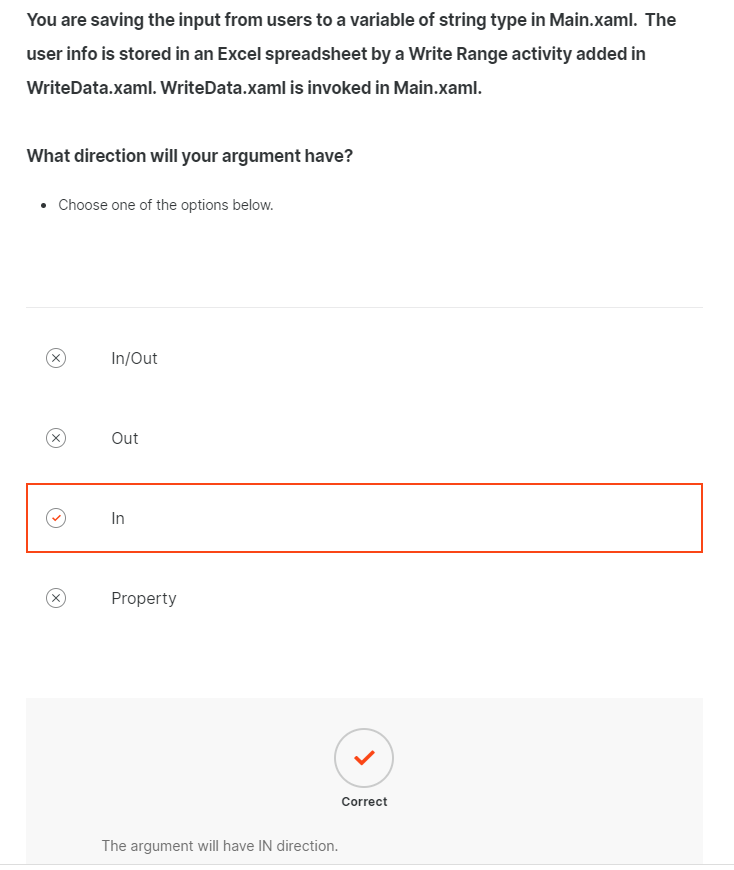 You are saving the input from users to a variable of string type in Main.xaml.  The
user info is stored in an Excel spreadsheet by a Write Range activity added in
WriteData.xaml. WriteData.xaml is invoked in Main.xaml.
What direction will your argument have?
• Choose one of the options below.
In/Out
Out
In
Property
Correct
The argument will have IN direction.